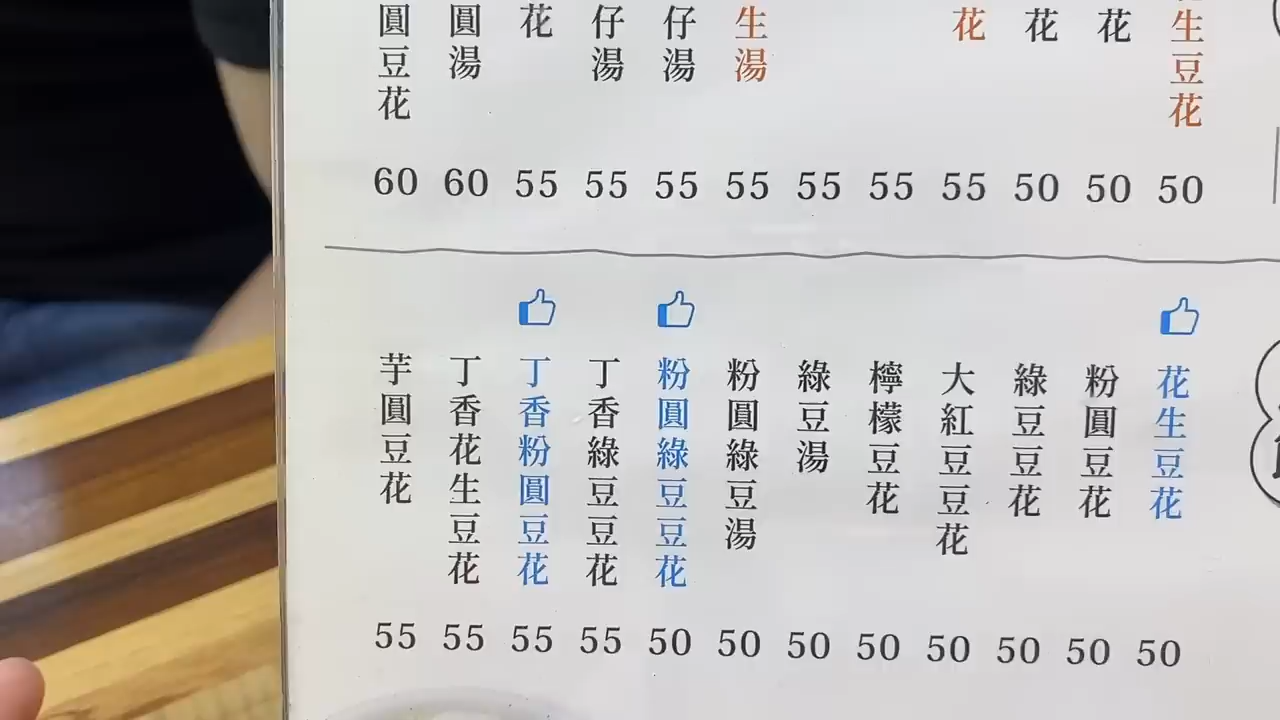 生豆花 50
花 50
花 50
花 55
55
55
生湯 55
仔湯 55
仔湯 55
花 55
圓湯 60
圓豆花 60
花生豆花 50
粉圓豆花 50
綠豆豆花 50
大紅豆豆花 50
檸檬豆花 50
綠豆湯 50
粉圓綠豆湯 50
粉圓綠豆豆花 50
丁香綠豆豆花 55
丁香粉圓豆花 55
丁香花生豆花 55
芋圓豆花 55